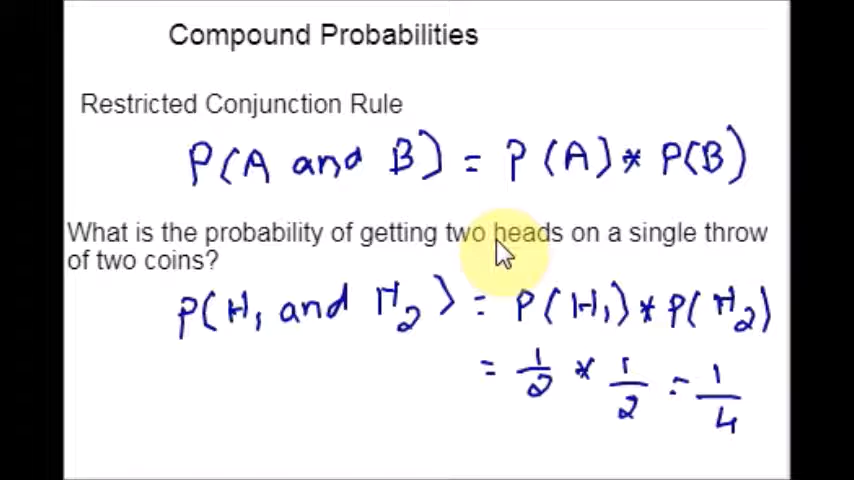 Compound Probabilities
Restricted Conjunction Rule
P(A and B) = P(A) * P(B)
What is the probability of getting two heads on a single throw
of two coins?
P(H₁ and H₂) = P(H₁) * P(H₂)
= 1/2 * 1/2 = 1/4